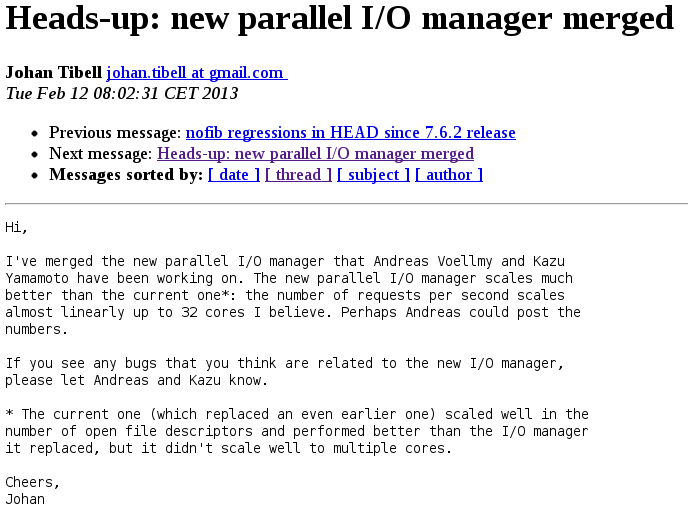 Heads-up: new parallel I/O manager merged
Johan Tibell johan.tibell at gmail.com
Tue Feb 12 08:02:31 CET 2013
• Previous message: nofib regressions in HEAD since 7.6.2 release
• Next message: Heads-up: new parallel I/O manager merged
• Messages sorted by: [ date ] [ thread ] [ subject ] [ author ]
Hi,
I've merged the new parallel I/O manager that Andreas Voellmy and Kazu
Yamamoto have been working on. The new parallel I/O manager scales much
better than the current one*: the number of requests per second scales
almost linearly up to 32 cores I believe. Perhaps Andreas could post the
numbers.
If you see any bugs that you think are related to the new I/O manager,
please let Andreas and Kazu know.
* The current one (which replaced an even earlier one) scaled well in the
number of open file descriptors and performed better than the I/O manager
it replaced, but it didn't scale well to multiple cores.
Cheers,
Johan